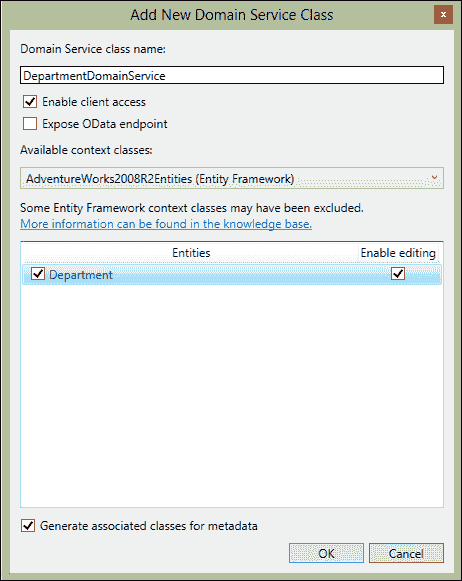 Add New Domain Service Class
x
Domain Service class name:
DepartmentDomainService
Enable client access
Expose OData endpoint
Available context classes:
AdventureWorks2008R2Entities (Entity Framework)
Some Entity Framework context classes may have been excluded.
More information can be found in the knowledge base.
Entities Enable editing
Department
Generate associated classes for metadata
OK Cancel